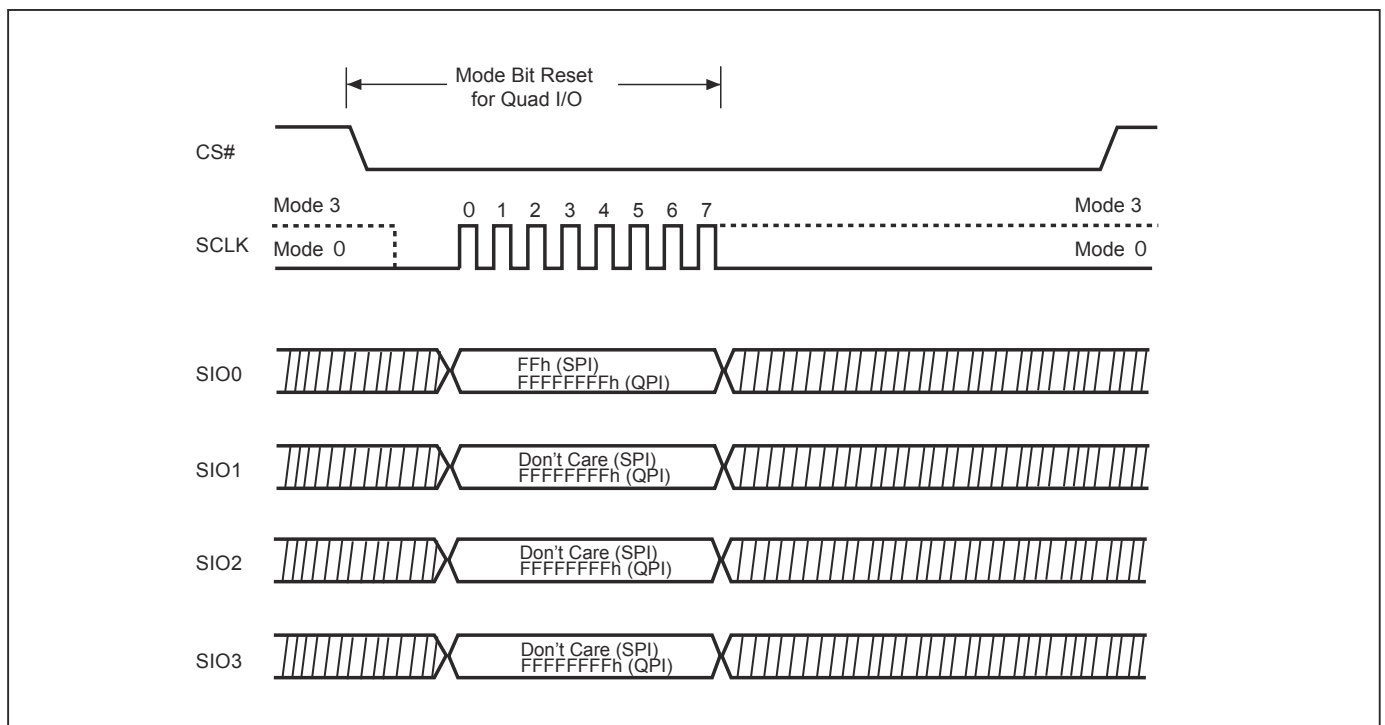 Mode Bit Reset
for Quad I/O
CS#
Mode 3
Mode 3
0 1 2 3 4 5 6 7
SCLK
Mode 0
Mode 0
SIO0
FFh (SPI)
FFFFFFFFh (QPI)
SIO1
Don't Care (SPI)
FFFFFFFFh (QPI)
SIO2
Don't Care (SPI)
FFFFFFFFh (QPI)
SIO3
Don't Care (SPI)
FFFFFFFFh (QPI)